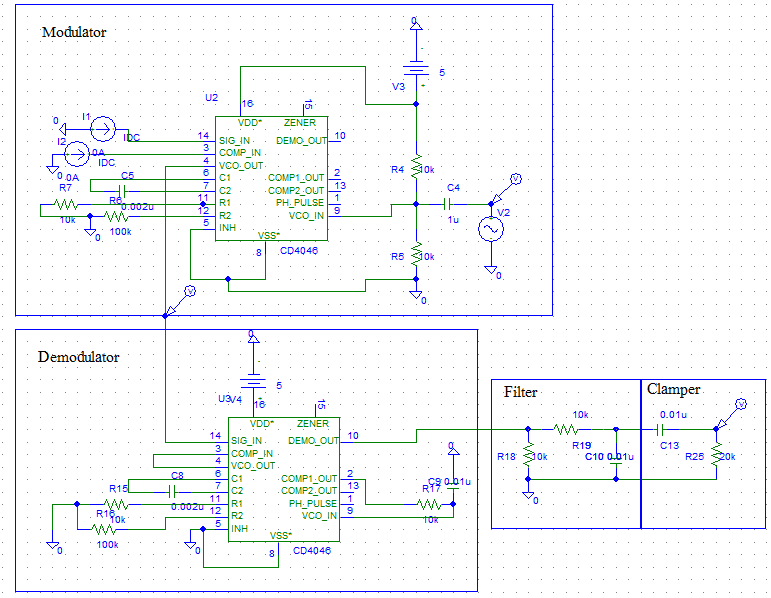 Modulator
0
5
V3
U2
16
15
VDD*
ZENER
I1
0
IDC
I2
0A
IDC
0
0A
14
SIG_IN
DEMO_OUT
10
3
COMP_IN
4
VCO_OUT
6
C1
COMP1_OUT
2
7
C2
COMP2_OUT
13
11
R1
PH_PULSE
1
12
R2
VCO_IN
9
5
INH
VSS*
8
CD4046
C5
0.002u
R7
10k
R6
100k
0
R4
10k
C4
1u
V
V2
0
R5
10k
0
V
Demodulator
0
5
U3
V4
16
15
VDD*
ZENER
14
SIG_IN
DEMO_OUT
10
3
COMP_IN
4
VCO_OUT
6
C1
COMP1_OUT
2
7
C2
COMP2_OUT
13
11
R1
PH_PULSE
1
12
R2
VCO_IN
9
5
INH
VSS*
8
CD4046
C8
0.002u
R15
10k
R16
100k
0
0
0
C9
0.01u
R17
10k
Filter
10k
R19
R18
10k
C10
0.01u
0
Clamper
0.01u
C13
V
R25
20k